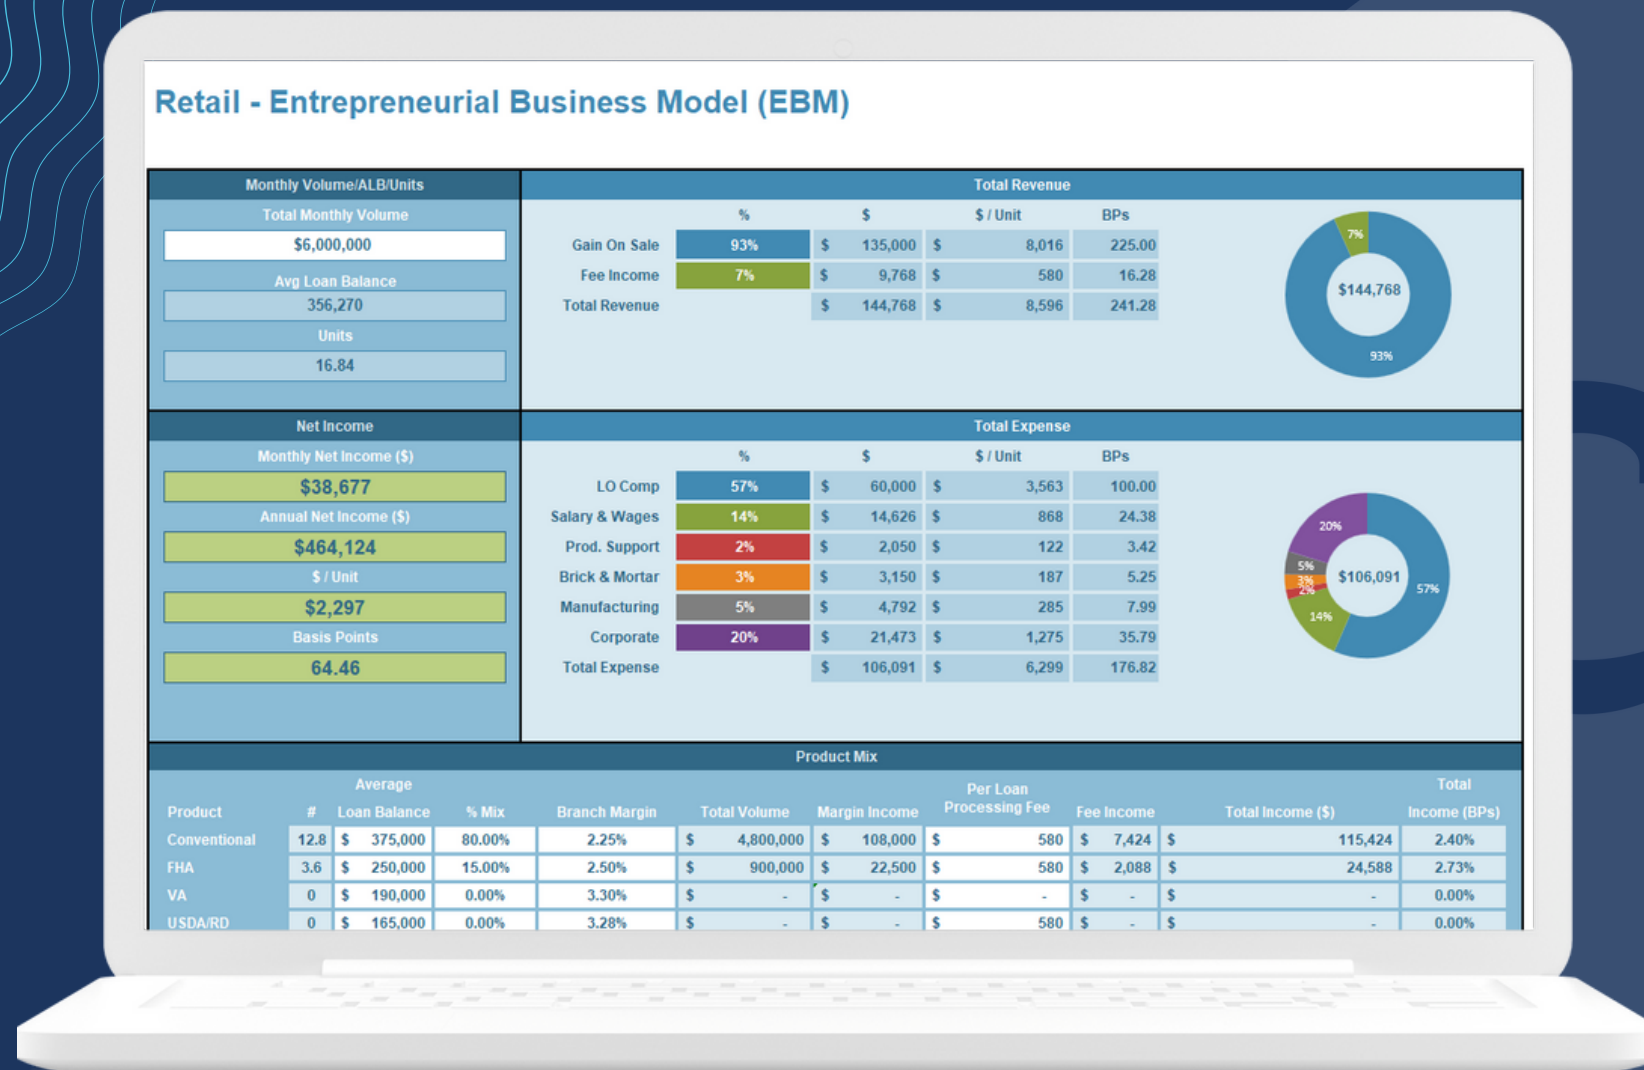 Retail - Entrepreneurial Business Model (EBM)
Monthly Volume/ALB/Units
Total Monthly Volume
$6,000,000
Avg Loan Balance
356,270
Units
16.84
Total Revenue
% $ $ / Unit BPs
Gain On Sale 93% $ 135,000 $ 8,016 225.00
Fee Income 7% $ 9,768 $ 580 16.28
Total Revenue $ 144,768 $ 8,596 241.28
7%
$144,768
93%
Net Income
Monthly Net Income ($)
$38,677
Annual Net Income ($)
$464,124
$ / Unit
$2,297
Basis Points
64.46
Total Expense
% $ $ / Unit BPs
LO Comp 57% $ 60,000 $ 3,563 100.00
Salary & Wages 14% $ 14,626 $ 868 24.38
Prod. Support 2% $ 2,050 $ 122 3.42
Brick & Mortar 3% $ 3,150 $ 187 5.25
Manufacturing 5% $ 4,792 $ 285 7.99
Corporate 20% $ 21,473 $ 1,275 35.79
Total Expense $ 106,091 $ 6,299 176.82
20%
5%
3%
2%
14%
$106,091
57%
Product Mix
Average Per Loan Total
Product # Loan Balance % Mix Branch Margin Total Volume Margin Income Processing Fee Fee Income Total Income ($) Income (BPs)
Conventional 12.8 $ 375,000 80.00% 2.25% $ 4,800,000 $ 108,000 $ 580 $ 7,424 $ 115,424 2.40%
FHA 3.6 $ 250,000 15.00% 2.50% $ 900,000 $ 22,500 $ 580 $ 2,088 $ 24,588 2.73%
VA 0 $ 190,000 0.00% 3.30% $ - $ - $ - $ - $ - 0.00%
USDA/RD 0 $ 165,000 0.00% 3.28% $ - $ - $ 580 $ - $ - 0.00%